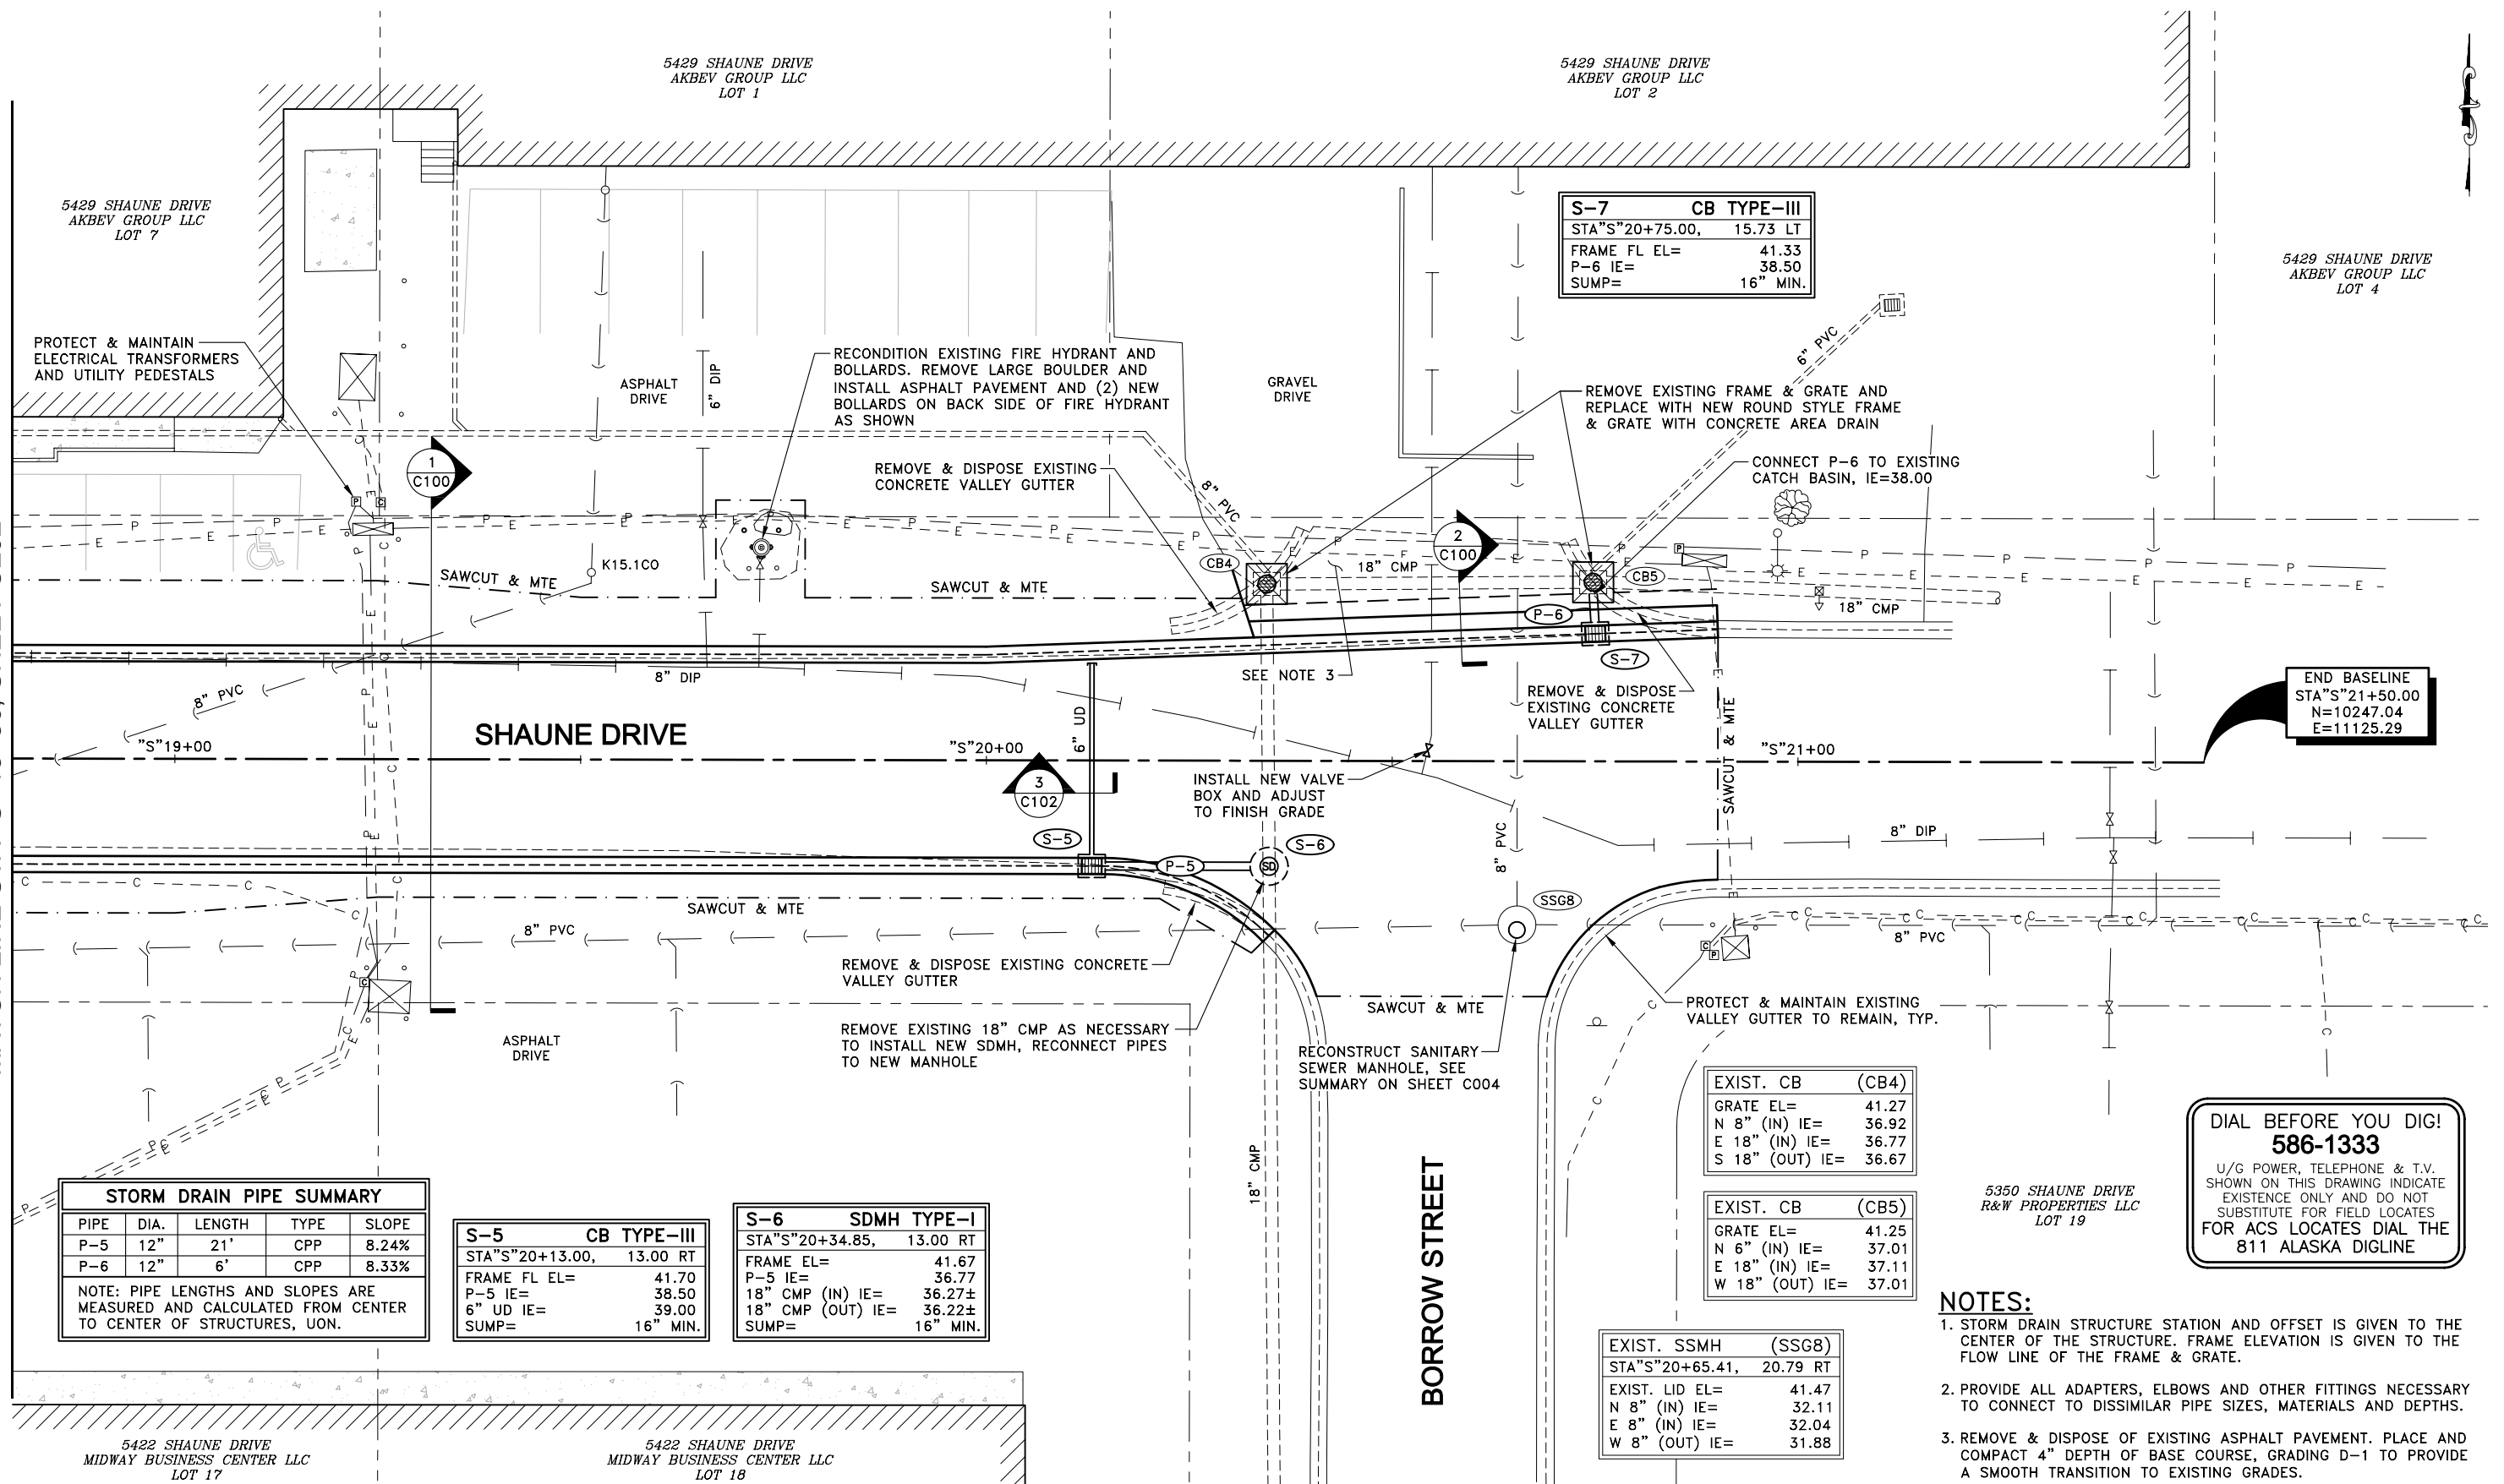 5429 SHAUNE DRIVE
AKBEV GROUP LLC
LOT 1
5429 SHAUNE DRIVE
AKBEV GROUP LLC
LOT 2
5429 SHAUNE DRIVE
AKBEV GROUP LLC
LOT 7
S-7 CB TYPE-III
STA"S"20+75.00, 15.73 LT
FRAME FL EL= 41.33
P-6 IE= 38.50
SUMP= 16" MIN.
5429 SHAUNE DRIVE
AKBEV GROUP LLC
LOT 4
PROTECT & MAINTAIN
ELECTRICAL TRANSFORMERS
AND UTILITY PEDESTALS
ASPHALT
DRIVE
6" DIP
RECONDITION EXISTING FIRE HYDRANT AND
BOLLARDS. REMOVE LARGE BOULDER AND
INSTALL ASPHALT PAVEMENT AND (2) NEW
BOLLARDS ON BACK SIDE OF FIRE HYDRANT
AS SHOWN
GRAVEL
DRIVE
6" PVC
REMOVE EXISTING FRAME & GRATE AND
REPLACE WITH NEW ROUND STYLE FRAME
& GRATE WITH CONCRETE AREA DRAIN
1
C100
REMOVE & DISPOSE EXISTING
CONCRETE VALLEY GUTTER
8" PVC
CONNECT P-6 TO EXISTING
CATCH BASIN, IE=38.00
2
C100
K15.1CO
SAWCUT & MTE
SAWCUT & MTE
CB4
18" CMP
CB5
P-6
18" CMP
S-7
8" PVC
8" DIP
SEE NOTE 3
REMOVE & DISPOSE
EXISTING CONCRETE
VALLEY GUTTER
SAWCUT & MTE
END BASELINE
STA"S"21+50.00
N=10247.04
E=11125.29
"S"19+00
SHAUNE DRIVE
6" UD
"S"20+00
"S"21+00
3
C102
INSTALL NEW VALVE
BOX AND ADJUST
TO FINISH GRADE
S-5
P-5
S-6
SD
8" PVC
8" DIP
SAWCUT & MTE
SSG8
8" PVC
8" PVC
REMOVE & DISPOSE EXISTING CONCRETE
VALLEY GUTTER
SAWCUT & MTE
PROTECT & MAINTAIN EXISTING
VALLEY GUTTER TO REMAIN, TYP.
ASPHALT
DRIVE
REMOVE EXISTING 18" CMP AS NECESSARY
TO INSTALL NEW SDMH, RECONNECT PIPES
TO NEW MANHOLE
RECONSTRUCT SANITARY
SEWER MANHOLE, SEE
SUMMARY ON SHEET C004
18" CMP
BORROW STREET
EXIST. CB (CB4)
GRATE EL= 41.27
N 8" (IN) IE= 36.92
E 18" (IN) IE= 36.77
S 18" (OUT) IE= 36.67
DIAL BEFORE YOU DIG!
586-1333
U/G POWER, TELEPHONE & T.V.
SHOWN ON THIS DRAWING INDICATE
EXISTENCE ONLY AND DO NOT
SUBSTITUTE FOR FIELD LOCATES
FOR ACS LOCATES DIAL THE
811 ALASKA DIGLINE
STORM DRAIN PIPE SUMMARY
PIPE DIA. LENGTH TYPE SLOPE
P-5 12" 21' CPP 8.24%
P-6 12" 6' CPP 8.33%
NOTE: PIPE LENGTHS AND SLOPES ARE
MEASURED AND CALCULATED FROM CENTER
TO CENTER OF STRUCTURES, UON.
S-5 CB TYPE-III
STA"S"20+13.00, 13.00 RT
FRAME FL EL= 41.70
P-5 IE= 38.50
6" UD IE= 39.00
SUMP= 16" MIN.
S-6 SDMH TYPE-I
STA"S"20+34.85, 13.00 RT
FRAME EL= 41.67
P-5 IE= 36.77
18" CMP (IN) IE= 36.27±
18" CMP (OUT) IE= 36.22±
SUMP= 16" MIN.
EXIST. CB (CB5)
GRATE EL= 41.25
N 6" (IN) IE= 37.01
E 18" (IN) IE= 37.11
W 18" (OUT) IE= 37.01
5350 SHAUNE DRIVE
R&W PROPERTIES LLC
LOT 19
EXIST. SSMH (SSG8)
STA"S"20+65.41, 20.79 RT
EXIST. LID EL= 41.47
N 8" (IN) IE= 32.11
E 8" (IN) IE= 32.04
W 8" (OUT) IE= 31.88
NOTES:
1. STORM DRAIN STRUCTURE STATION AND OFFSET IS GIVEN TO THE
CENTER OF THE STRUCTURE. FRAME ELEVATION IS GIVEN TO THE
FLOW LINE OF THE FRAME & GRATE.
2. PROVIDE ALL ADAPTERS, ELBOWS AND OTHER FITTINGS NECESSARY
TO CONNECT TO DISSIMILAR PIPE SIZES, MATERIALS AND DEPTHS.
3. REMOVE & DISPOSE OF EXISTING ASPHALT PAVEMENT. PLACE AND
COMPACT 4" DEPTH OF BASE COURSE, GRADING D-1 TO PROVIDE
A SMOOTH TRANSITION TO EXISTING GRADES.
5422 SHAUNE DRIVE
MIDWAY BUSINESS CENTER LLC
LOT 17
5422 SHAUNE DRIVE
MIDWAY BUSINESS CENTER LLC
LOT 18